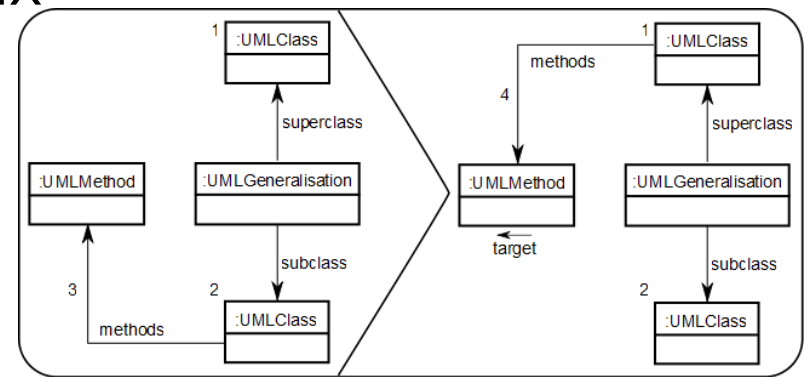 1
:UMLClass
superclass
:UMLMethod
:UMLGeneralisation
subclass
3
2
:UMLClass
methods
1
:UMLClass
methods
4
superclass
:UMLMethod
:UMLGeneralisation
target
subclass
2
:UMLClass